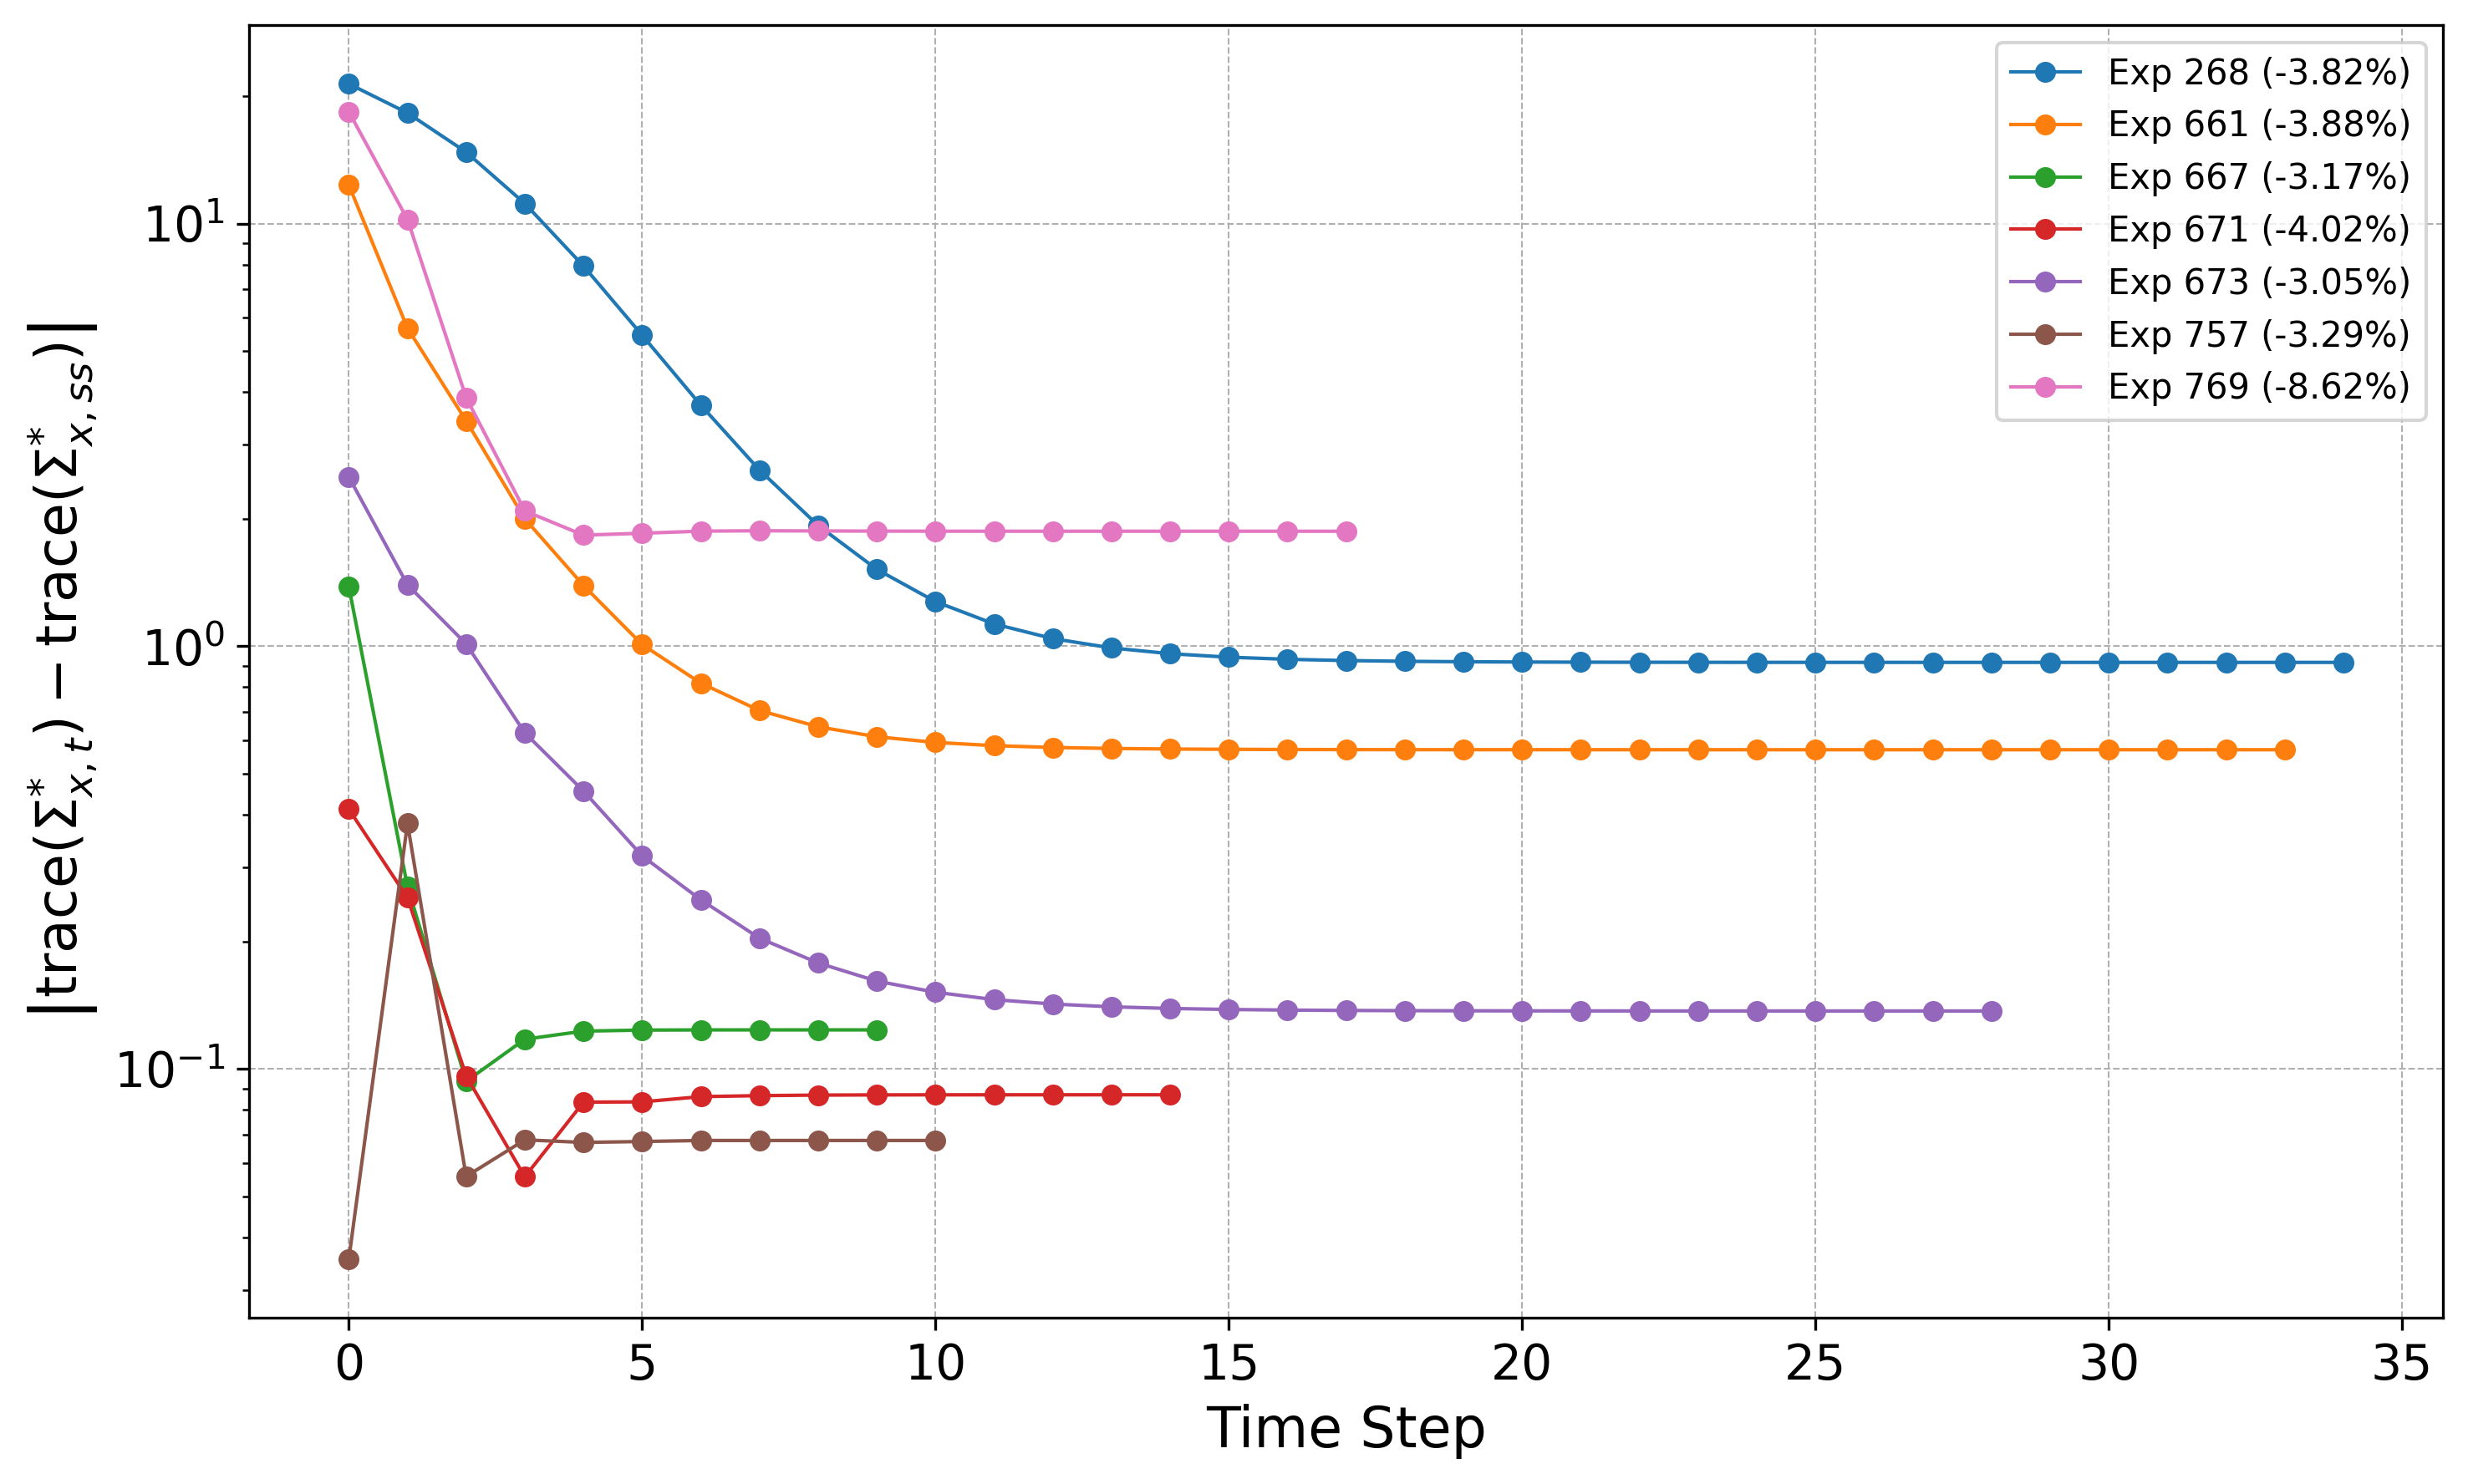 |trace(Σ*x,t) − trace(Σ*x,ss)|
10¹
10⁰
10⁻¹
Exp 268 (-3.82%)
Exp 661 (-3.88%)
Exp 667 (-3.17%)
Exp 671 (-4.02%)
Exp 673 (-3.05%)
Exp 757 (-3.29%)
Exp 769 (-8.62%)
0 5 10 15 20 25 30 35
Time Step